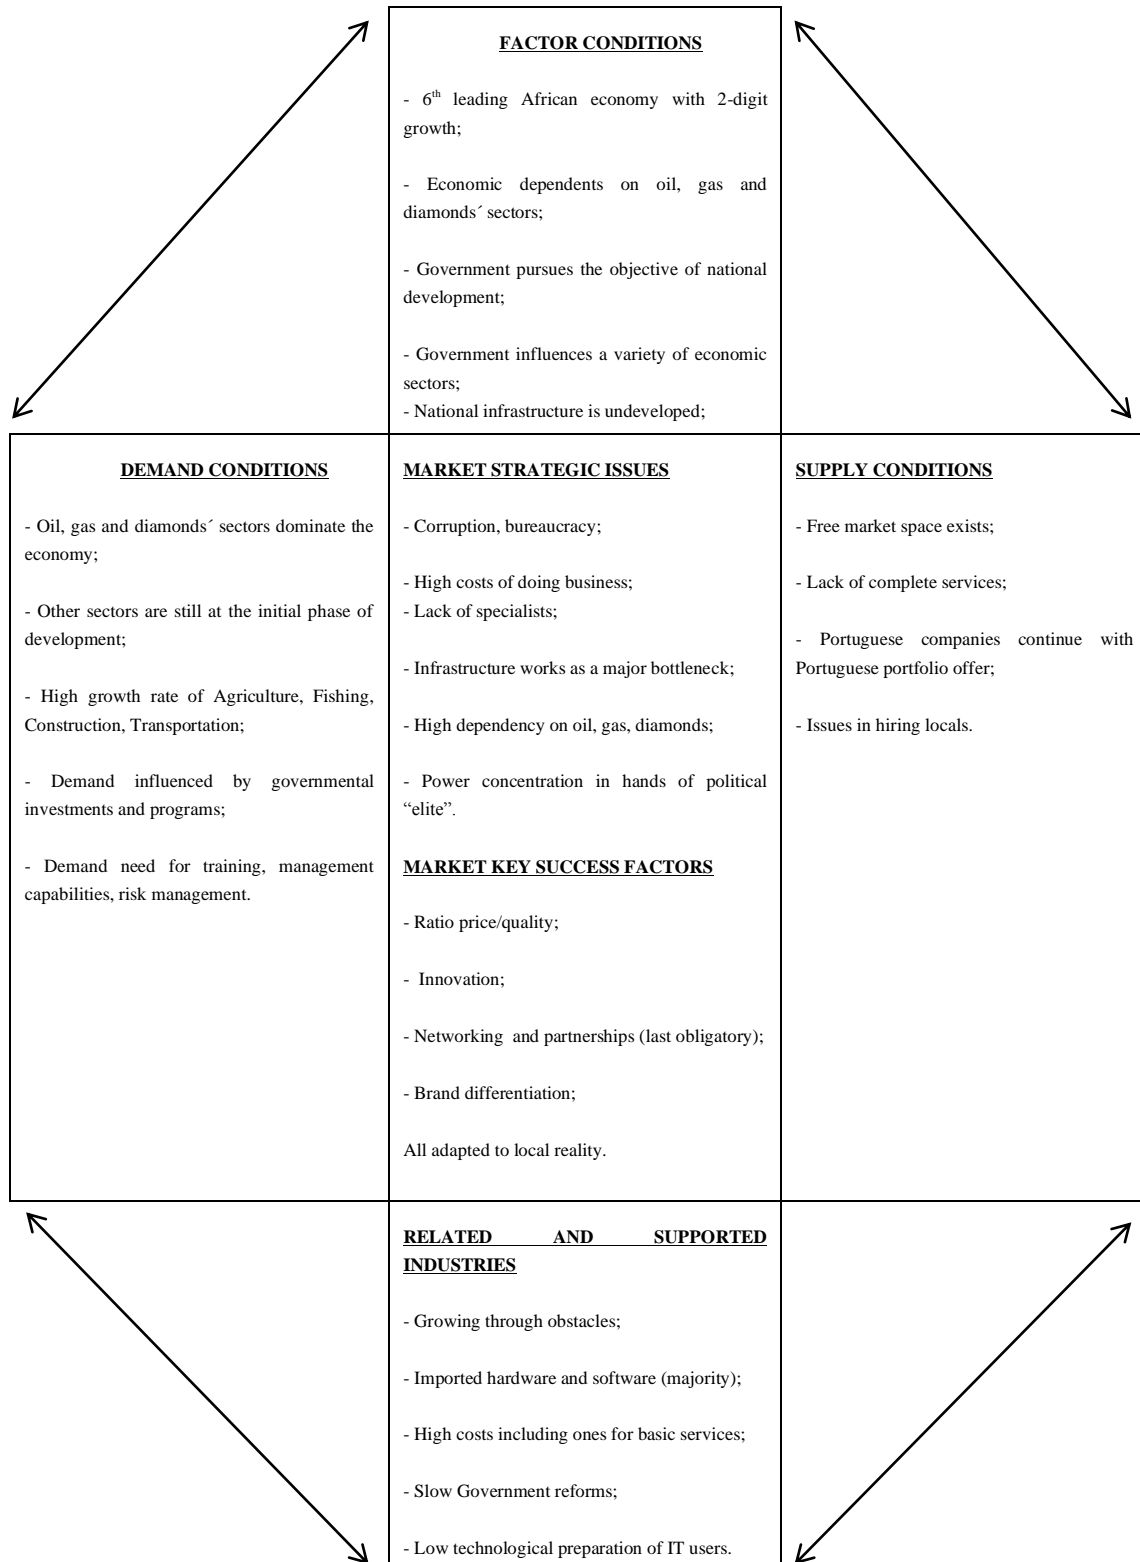 FACTOR CONDITIONS
- 6th leading African economy with 2-digit
growth;
- Economic dependents on oil, gas and
diamonds´ sectors;
- Government pursues the objective of national
development;
- Government influences a variety of economic
sectors;
- National infrastructure is undeveloped;
DEMAND CONDITIONS
- Oil, gas and diamonds´ sectors dominate the
economy;
- Other sectors are still at the initial phase of
development;
- High growth rate of Agriculture, Fishing,
Construction, Transportation;
- Demand influenced by governmental
investments and programs;
- Demand need for training, management
capabilities, risk management.
MARKET STRATEGIC ISSUES
- Corruption, bureaucracy;
- High costs of doing business;
- Lack of specialists;
- Infrastructure works as a major bottleneck;
- High dependency on oil, gas, diamonds;
- Power concentration in hands of political
“elite”.
MARKET KEY SUCCESS FACTORS
- Ratio price/quality;
- Innovation;
- Networking and partnerships (last obligatory);
- Brand differentiation;
All adapted to local reality.
SUPPLY CONDITIONS
- Free market space exists;
- Lack of complete services;
- Portuguese companies continue with
Portuguese portfolio offer;
- Issues in hiring locals.
RELATED AND SUPPORTED
INDUSTRIES
- Growing through obstacles;
- Imported hardware and software (majority);
- High costs including ones for basic services;
- Slow Government reforms;
- Low technological preparation of IT users.